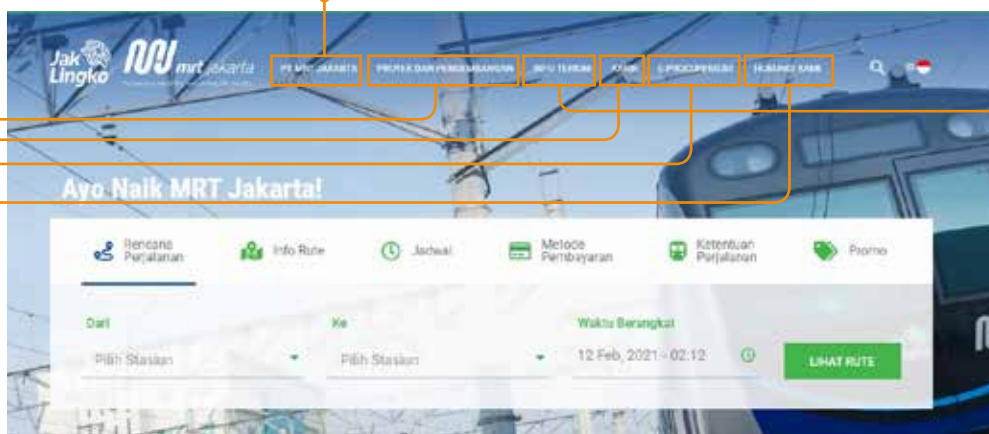 Jak
Lingko
mrt jakarta
PT MRT JAKARTA
PROYEK DAN PENGEMBANGAN
INFO TERKINI
KARIR
E-PROCUREMENT
HUBUNGI KAMI
Ayo Naik MRT Jakarta!
Rencana
Perjalanan
Info Rute
Jadwal
Metode
Pembayaran
Ketentuan
Perjalanan
Promo
Dari
Ke
Waktu Berangkat
Pilih Stasiun
Pilih Stasiun
12 Feb, 2021 - 02:12
LIHAT RUTE